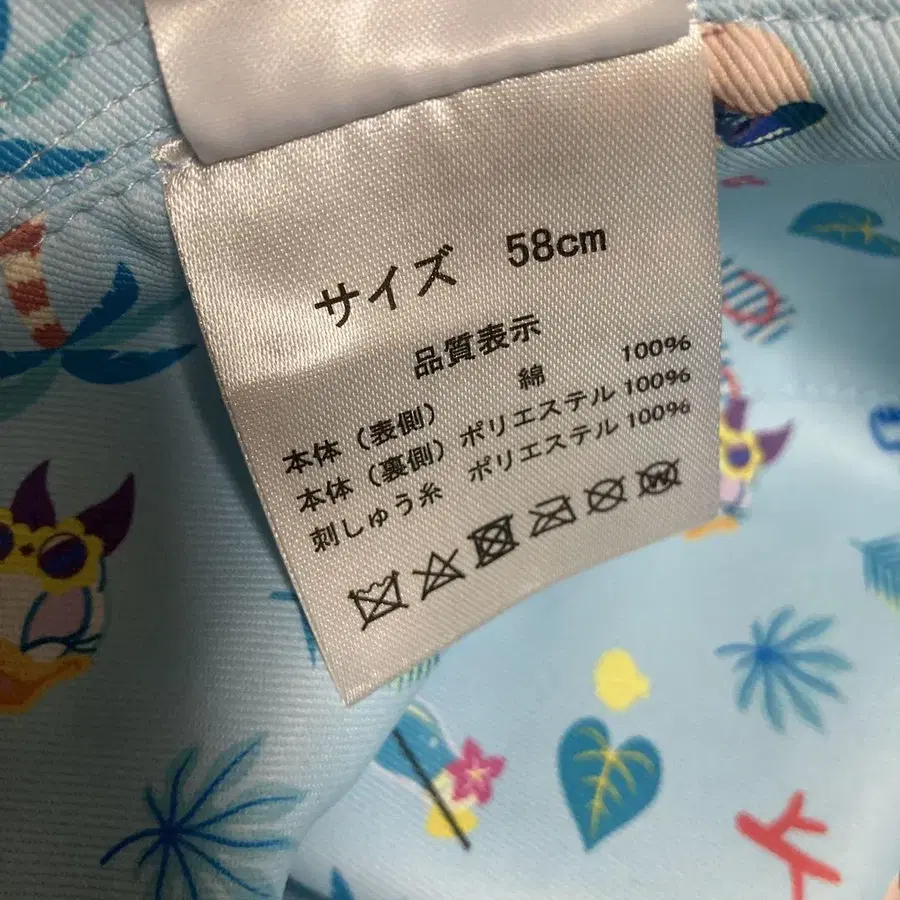 サイズ 58cm
品質表示
本体（表側） 綿 100%
本体（裏側）ポリエステル 100%
刺しゅう糸 ポリエステル 100%